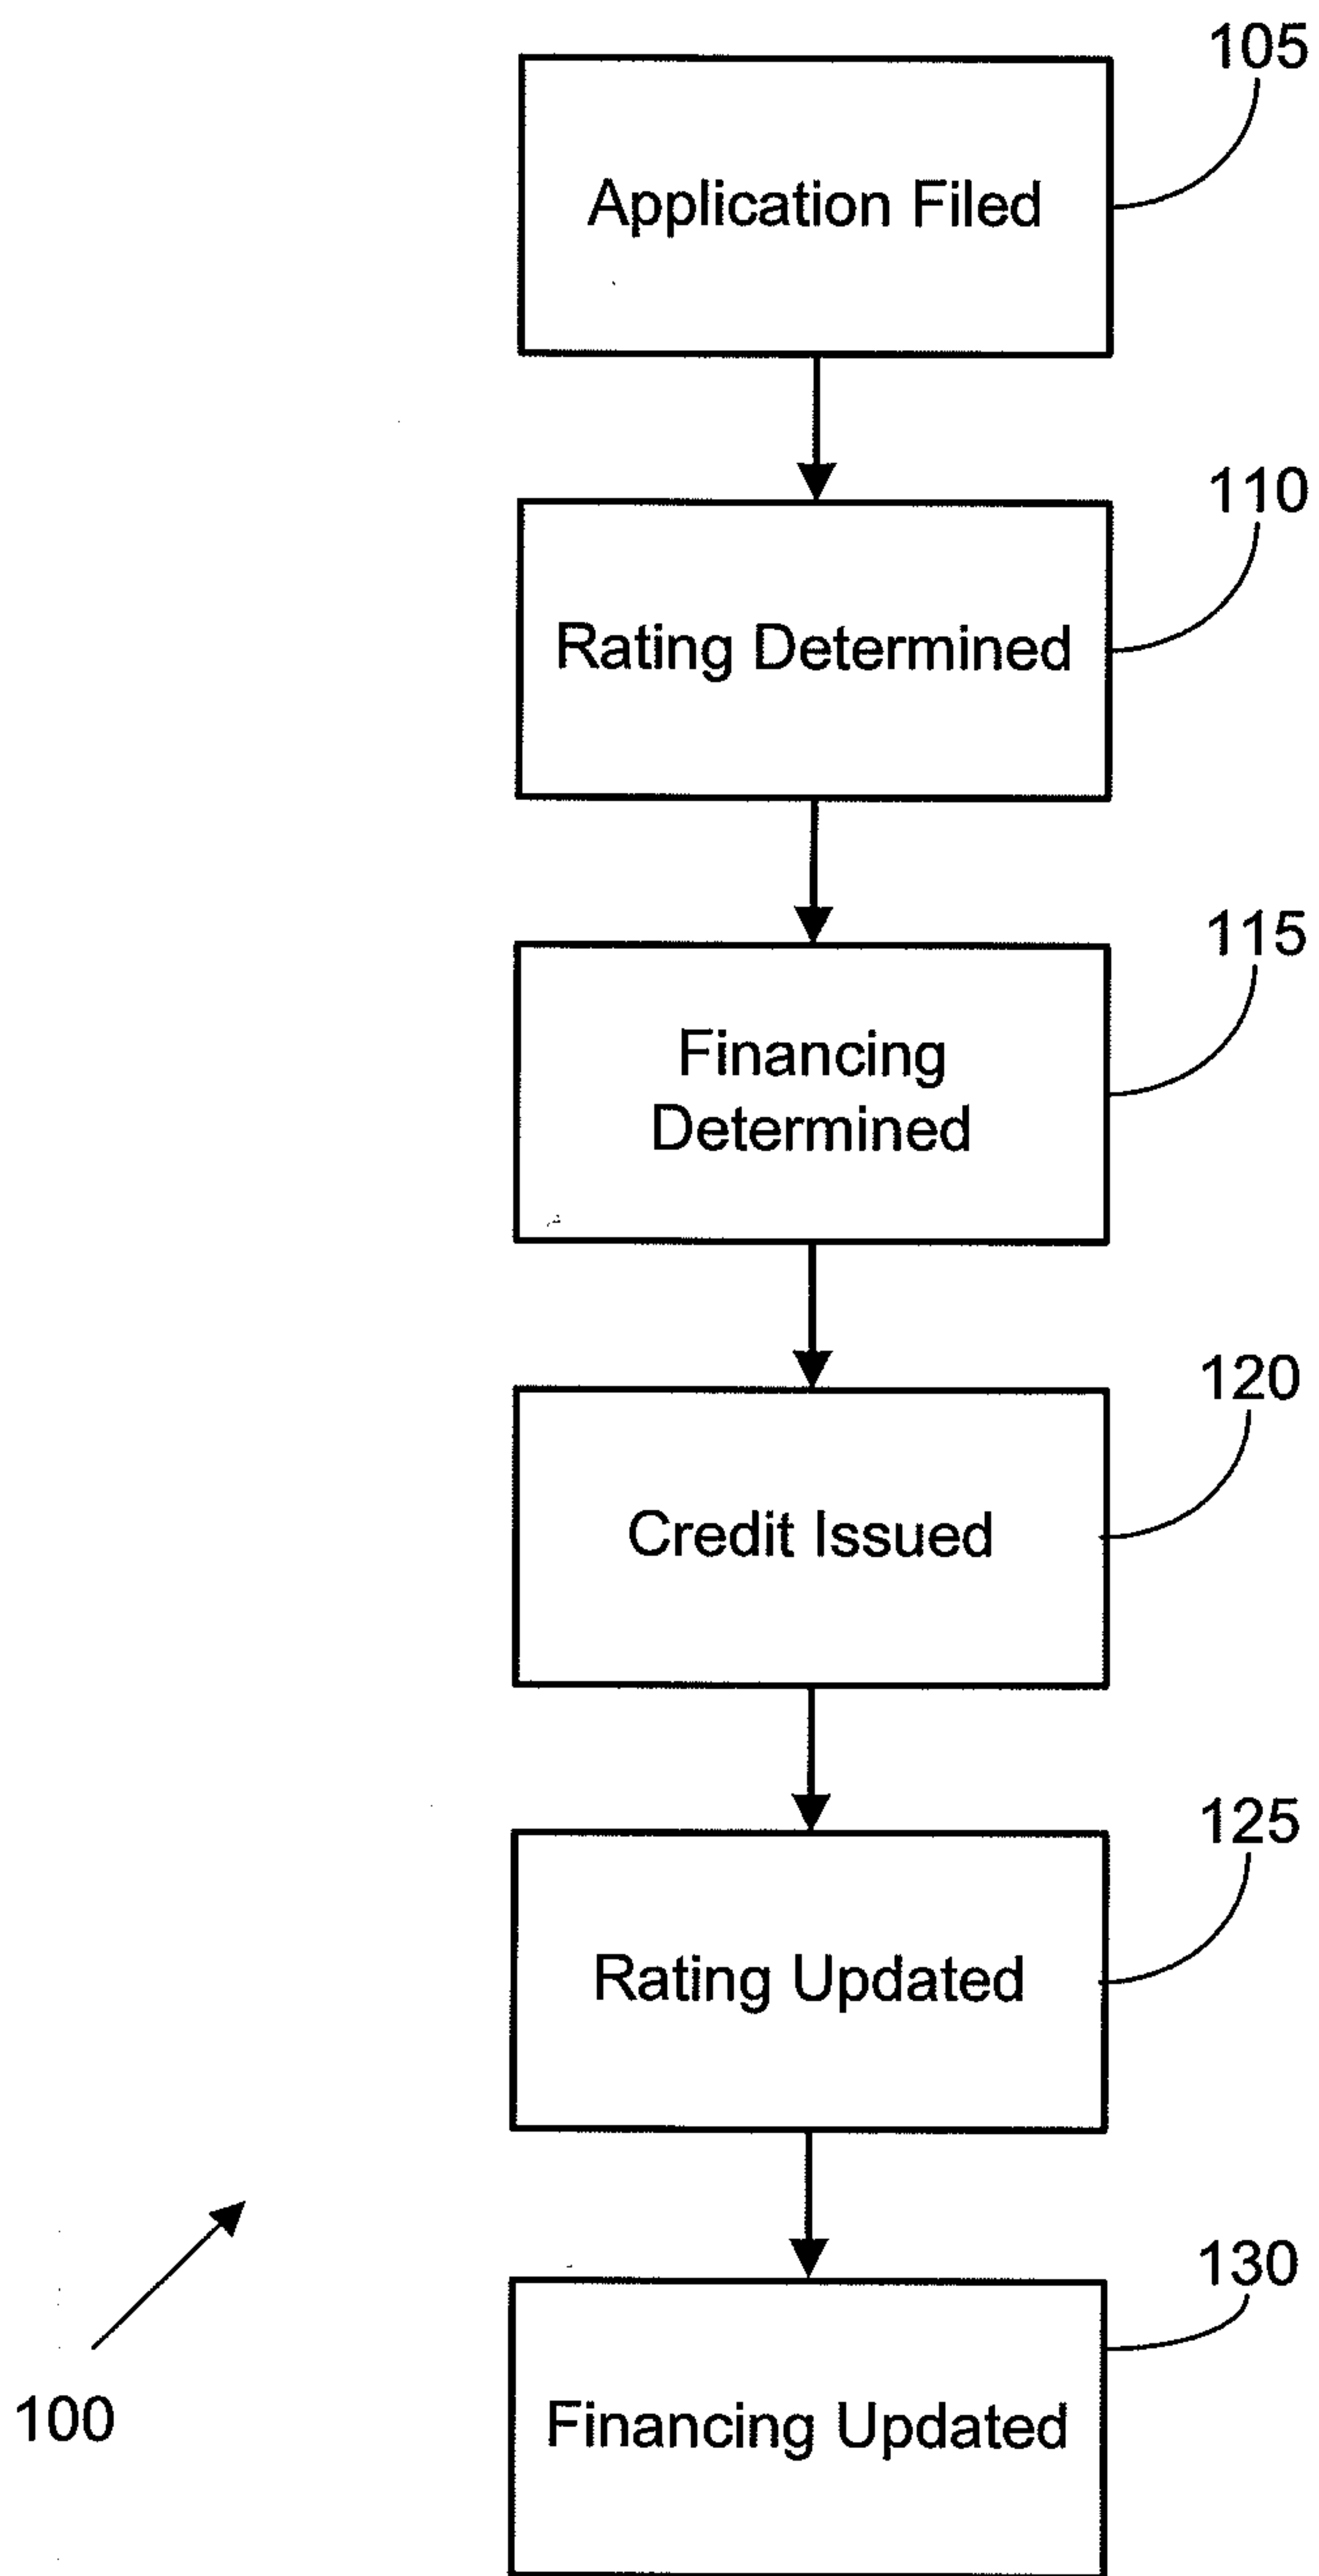 105
Application Filed
110
Rating Determined
115
Financing
Determined
120
Credit Issued
125
Rating Updated
130
Financing Updated
100